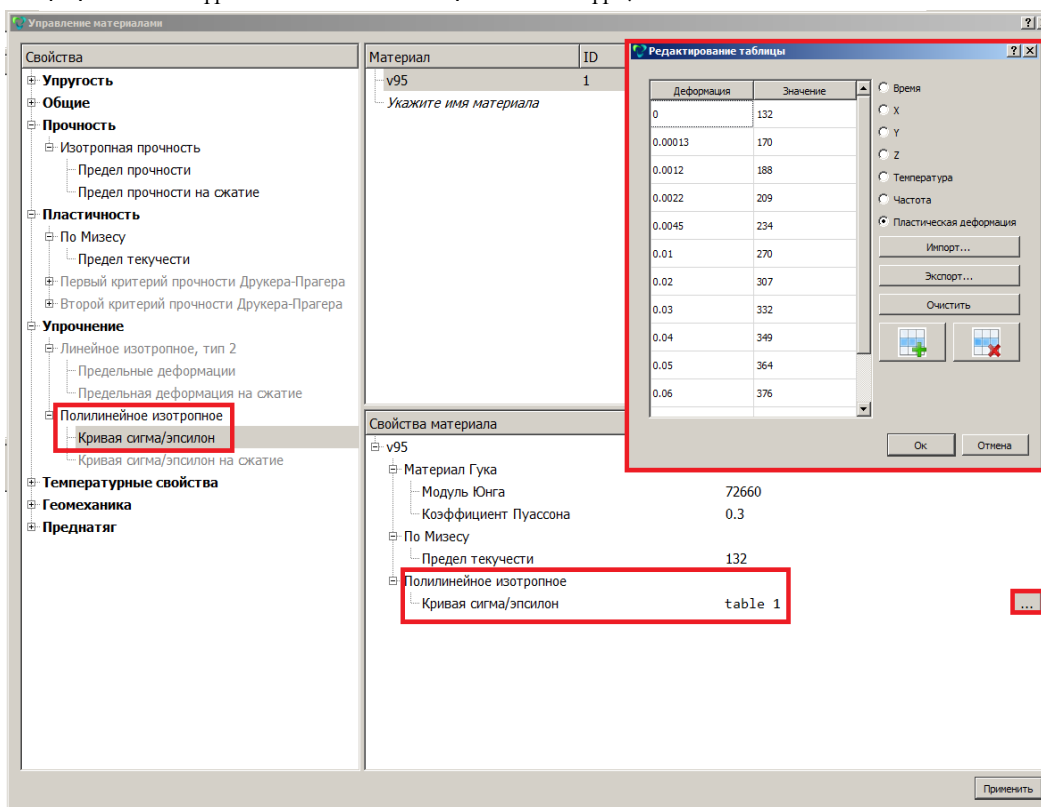 Управление материалами
Свойства
Упругость
Общие
Прочность
Изотропная прочность
Предел прочности
Предел прочности на сжатие
Пластичность
По Мизесу
Предел текучести
Первый критерий прочности Друкера-Прагера
Второй критерий прочности Друкера-Прагера
Упрочнение
Линейное изотропное, тип 2
Предельные деформации
Предельная деформация на сжатие
Полилинейное изотропное
Кривая сигма/эпсилон
Кривая сигма/эпсилон на сжатие
Температурные свойства
Геомеханика
Преднатяг
Материал ID
v95 1
Укажите имя материала
Редактирование таблицы
Деформация Значение
0 132
0.00013 170
0.0012 188
0.0022 209
0.0045 234
0.01 270
0.02 307
0.03 332
0.04 349
0.05 364
0.06 376
Время
X
Y
Z
Температура
Частота
Пластическая деформация
Импорт...
Экспорт...
Очистить
Ок Отмена
Свойства материала
v95
Материал Гука
Модуль Юнга 72660
Коэффициент Пуассона 0.3
По Мизесу
Предел текучести 132
Полилинейное изотропное
Кривая сигма/эпсилон table 1 ...
Применить